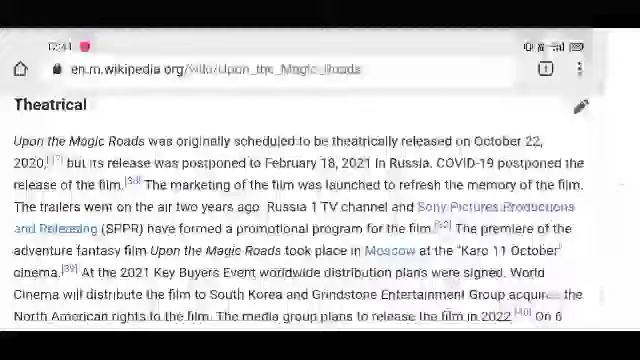 12:41
en.m.wikipedia.org/wiki/Upon_the_Magic_Roads
Theatrical
Upon the Magic Roads was originally scheduled to be theatrically released on October 22,
2020, but its release was postponed to February 18, 2021 in Russia. COVID-19 postponed the
release of the film. The marketing of the film was launched to refresh the memory of the film.
The trailers went on the air two years ago. Russia 1 TV channel and Sony Pictures Productions
and Releasing (SPPR) have formed a promotional program for the film. The premiere of the
adventure fantasy film Upon the Magic Roads took place in Moscow at the "Karo 11 October"
cinema.[39] At the 2021 Key Buyers Event worldwide distribution plans were signed. World
Cinema will distribute the film to South Korea and Grindstone Entertainment Group acquires the
North American rights to the film. The media group plans to release the film in 2022.[40] On 6